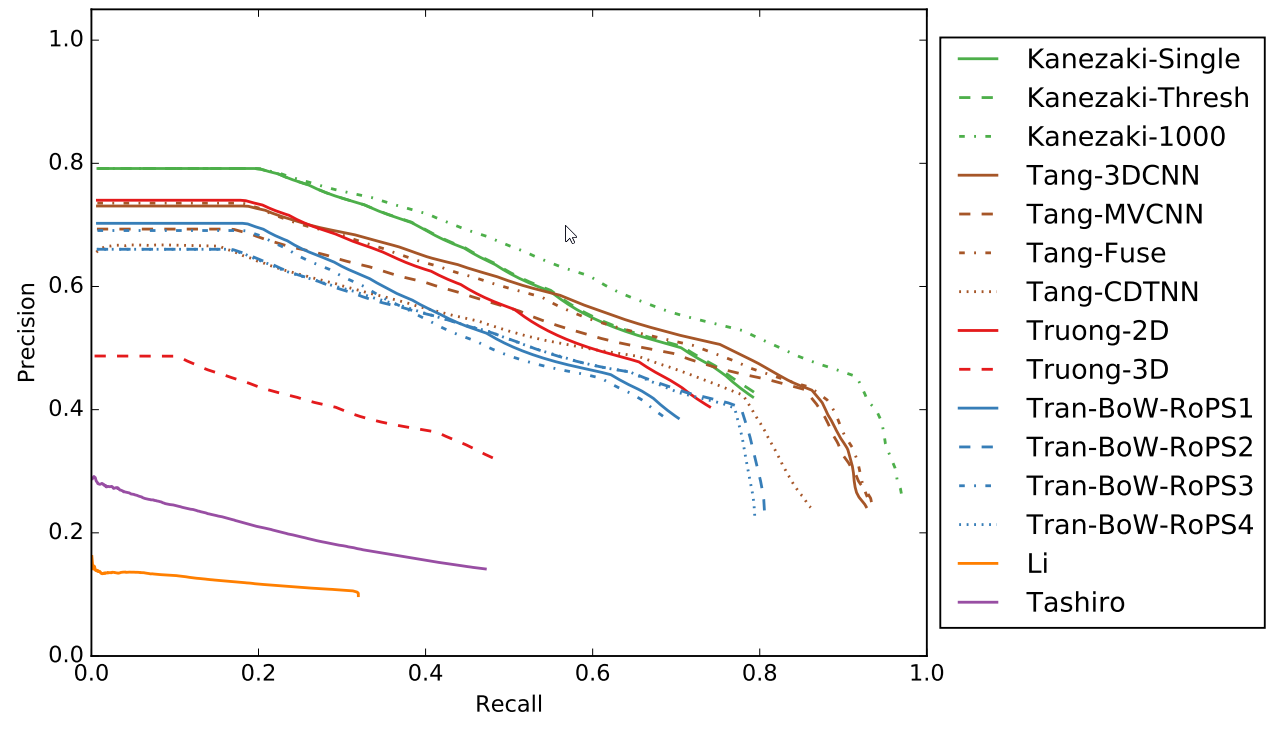 1.0
0.8
0.6
0.4
0.2
0.0
Precision
0.0 0.2 0.4 0.6 0.8 1.0
Recall
Kanezaki-Single
Kanezaki-Thresh
Kanezaki-1000
Tang-3DCNN
Tang-MVCNN
Tang-Fuse
Tang-CDTNN
Truong-2D
Truong-3D
Tran-BoW-RoPS1
Tran-BoW-RoPS2
Tran-BoW-RoPS3
Tran-BoW-RoPS4
Li
Tashiro